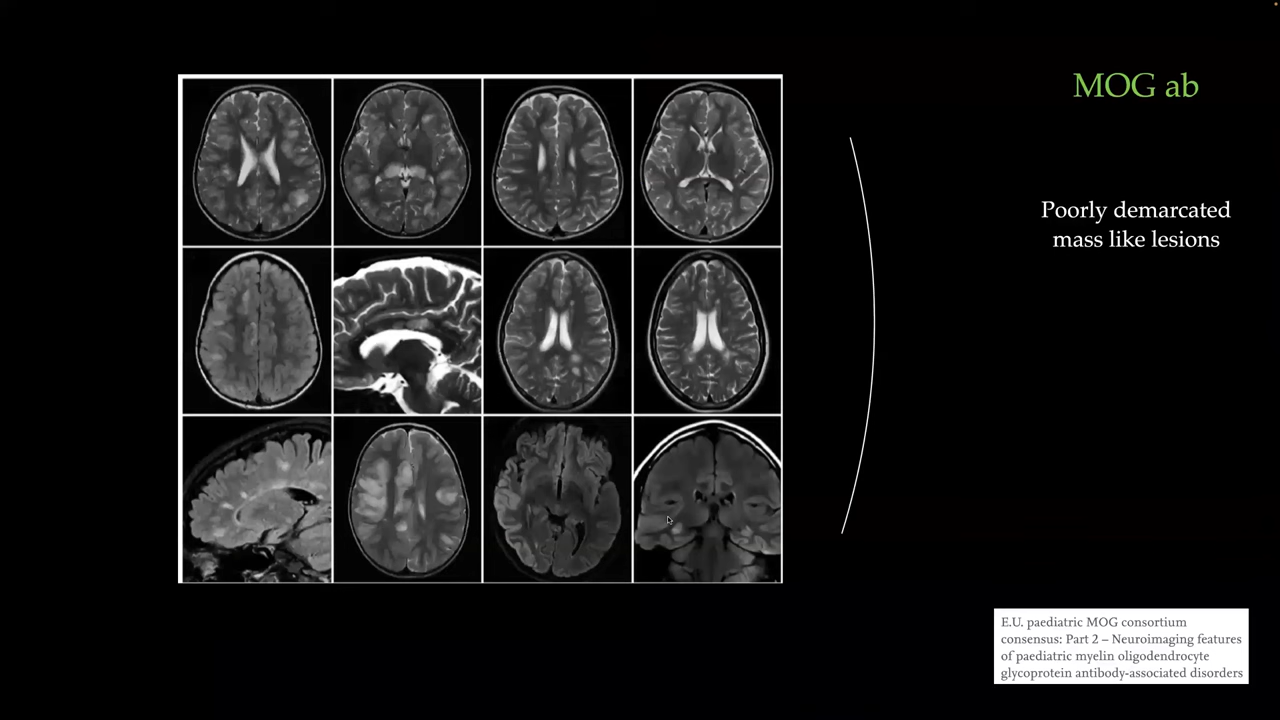 MOG ab
Poorly demarcated
mass like lesions
E.U. paediatric MOG consortium
consensus: Part 2 – Neuroimaging features
of paediatric myelin oligodendrocyte
glycoprotein antibody-associated disorders